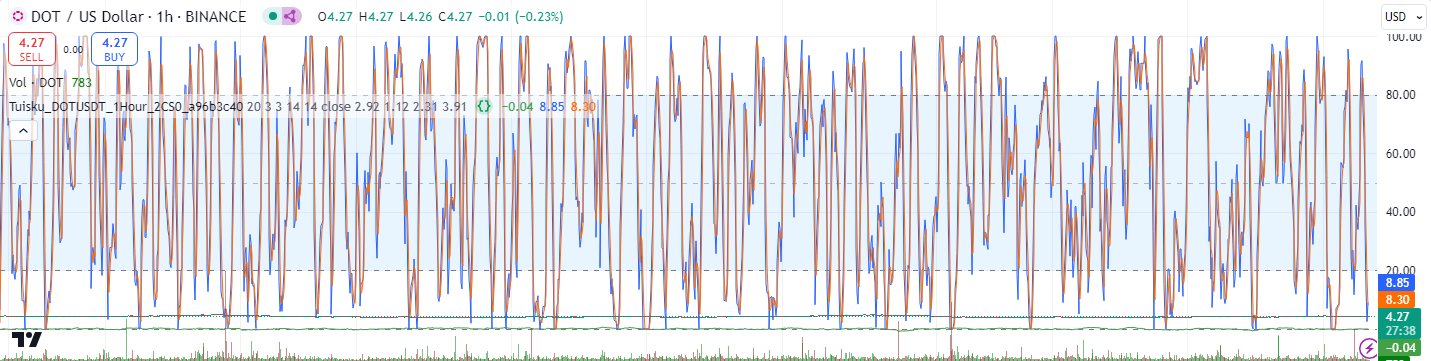 DOT / US Dollar · 1h · BINANCE O4.27 H4.27 L4.26 C4.27 −0.01 (−0.23%) USD
4.27 SELL 0.00 4.27 BUY
Vol · DOT 783
Tuisku_DOTUSDT_1Hour_2CS0_a96b3c40 20 3 3 14 14 close 2.92 1.12 2.31 3.91 −0.04 8.85 8.30
100.00
80.00
60.00
40.00
20.00
8.85
8.30
4.27
27:38
−0.04